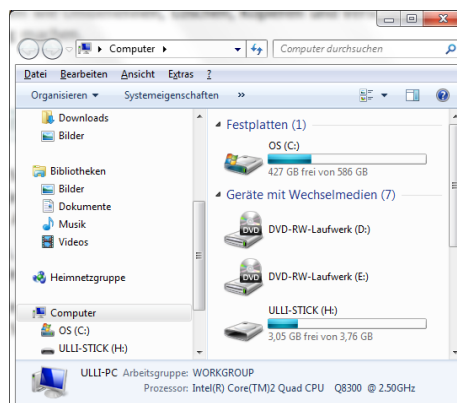 Computer
Computer durchsuchen
Datei Bearbeiten Ansicht Extras ?
Organisieren Systemeigenschaften »
Downloads
Bilder
Bibliotheken
Bilder
Dokumente
Musik
Videos
Heimnetzgruppe
Computer
OS (C:)
ULLI-STICK (H:)
Festplatten (1)
OS (C:)
427 GB frei von 586 GB
Geräte mit Wechselmedien (7)
DVD-RW-Laufwerk (D:)
DVD-RW-Laufwerk (E:)
ULLI-STICK (H:)
3,05 GB frei von 3,76 GB
ULLI-PC Arbeitsgruppe: WORKGROUP
Prozessor: Intel(R) Core(TM)2 Quad CPU Q8300 @ 2.50GHz